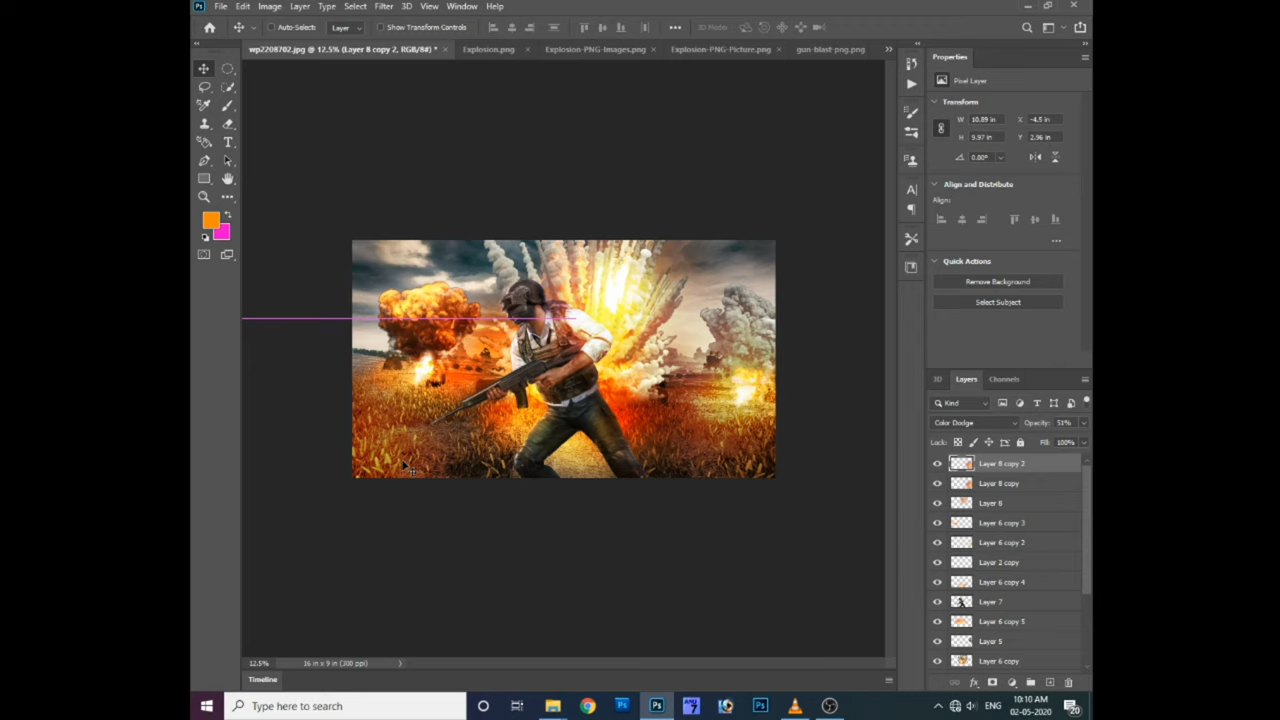 Ps File Edit Image Layer Type Select Filter 3D View Window Help
Auto-Select: Layer Show Transform Controls 3D Mode:
wp2208702.jpg @ 12.5% (Layer 8 copy 2, RGB/8#) * × Explosion.png × Explosion-PNG-Images.png × Explosion-PNG-Picture.png × gun-blast-png.png
Properties
Pixel Layer
Transform
W 10.89 in X -4.5 in
H 9.97 in Y 2.96 in
0.00°
Align and Distribute
Align:
Quick Actions
Remove Background
Select Subject
3D Layers Channels
Kind
Color Dodge Opacity: 51%
Lock: Fill: 100%
Layer 8 copy 2
Layer 8 copy
Layer 8
Layer 6 copy 3
Layer 6 copy 2
Layer 2 copy
Layer 6 copy 4
Layer 7
Layer 6 copy 5
Layer 5
Layer 6 copy
12.5% 16 in x 9 in (300 ppi)
Timeline
Type here to search
ENG
10:10 AM
02-05-2020
20